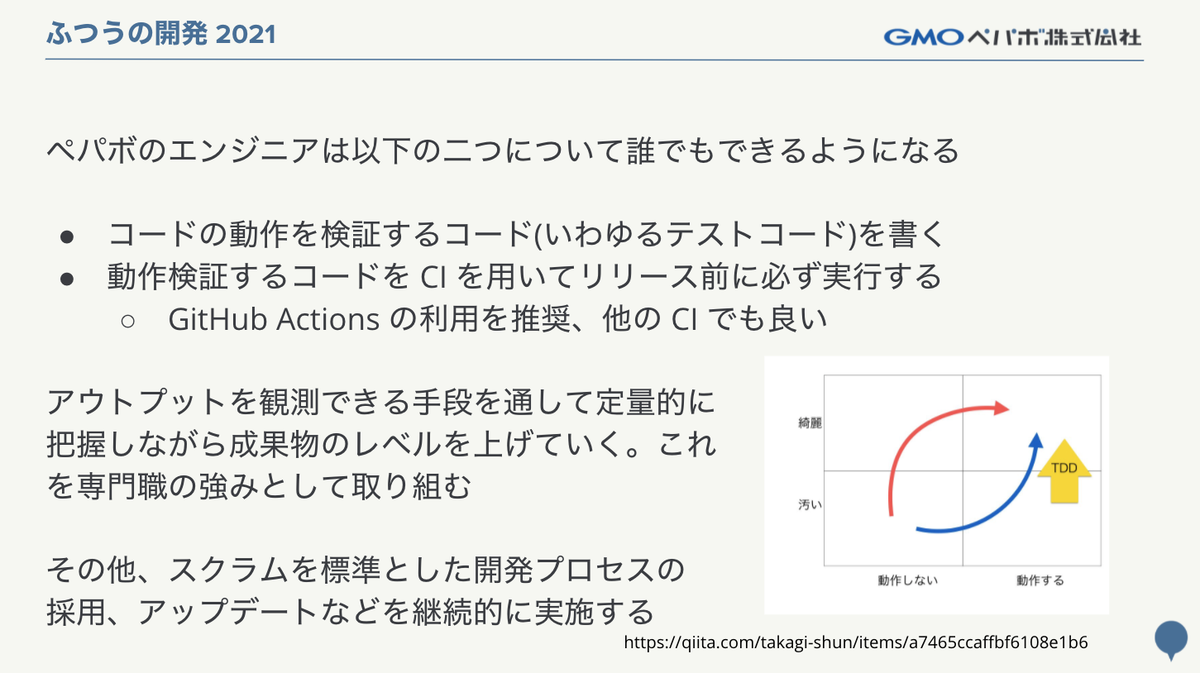 ふつうの開発 2021
GMOペパボ株式会社
ペパボのエンジニアは以下の二つについて誰でもできるようになる
● コードの動作を検証するコード(いわゆるテストコード)を書く
● 動作検証するコードを CI を用いてリリース前に必ず実行する
○ GitHub Actions の利用を推奨、他の CI でも良い
アウトプットを観測できる手段を通して定量的に
把握しながら成果物のレベルを上げていく。これ
を専門職の強みとして取り組む
その他、スクラムを標準とした開発プロセスの
採用、アップデートなどを継続的に実施する
綺麗
TDD
汚い
動作しない
動作する
https://qiita.com/takagi-shun/items/a7465ccaffbf6108e1b6